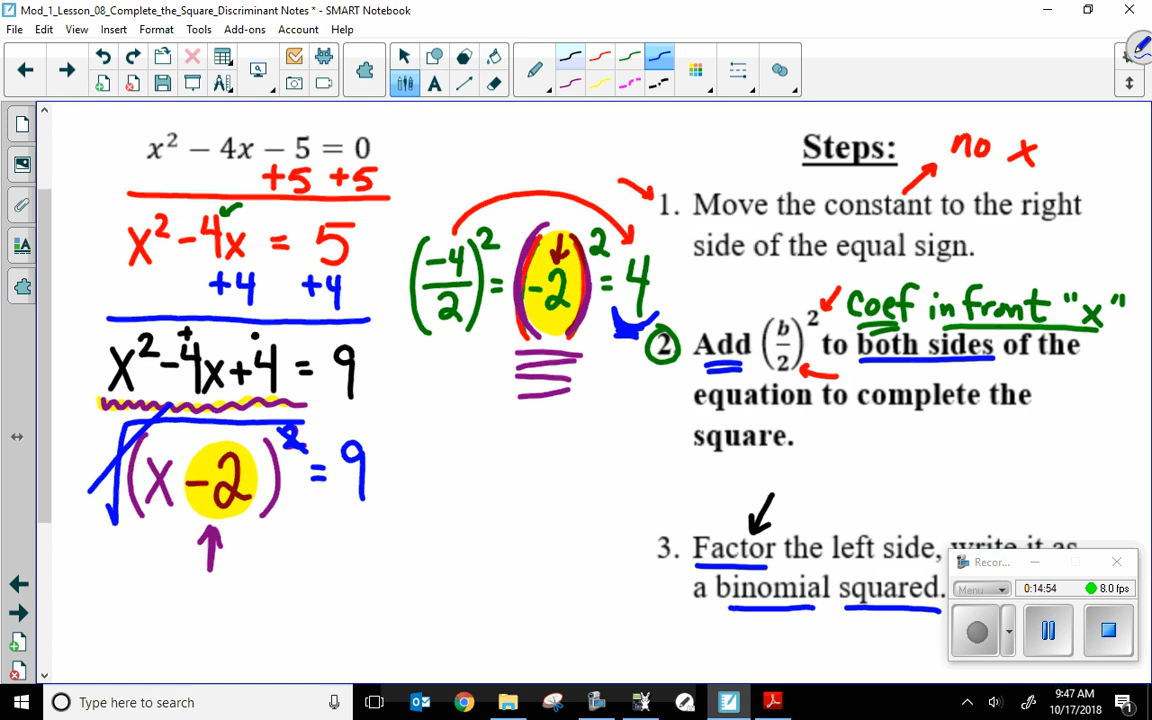 Mod_1_Lesson_08_Complete_the_Square_Discriminant Notes * - SMART Notebook
File Edit View Insert Format Tools Add-ons Account Help
x² − 4x − 5 = 0
+5 +5
x² - 4x = 5
+4 +4
x² - 4x + 4 = 9
√(x - 2)² = 9
(-4/2)² = (-2)² = 4
Steps: no x
1. Move the constant to the right
side of the equal sign.
coef in front "x"
2 Add (b/2)² to both sides of the
equation to complete the
square.
3. Factor the left side, write it as
a binomial squared.
Recor...
Menu 0:14:54 8.0 fps
Type here to search
9:47 AM
10/17/2018
1